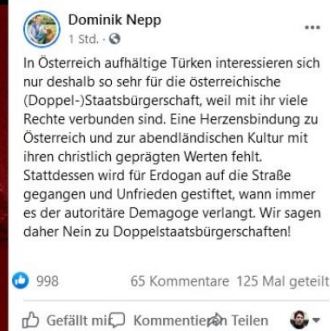 Dominik Nepp
1 Std.
In Österreich aufhältige Türken interessieren sich
nur deshalb so sehr für die österreichische
(Doppel-)Staatsbürgerschaft, weil mit ihr viele
Rechte verbunden sind. Eine Herzensbindung zu
Österreich und zur abendländischen Kultur mit
ihren christlich geprägten Werten fehlt.
Stattdessen wird für Erdogan auf die Straße
gegangen und Unfrieden gestiftet, wann immer
es der autoritäre Demagoge verlangt. Wir sagen
daher Nein zu Doppelstaatsbürgerschaften!
998 65 Kommentare 125 Mal geteilt
Gefällt mir Kommentieren Teilen